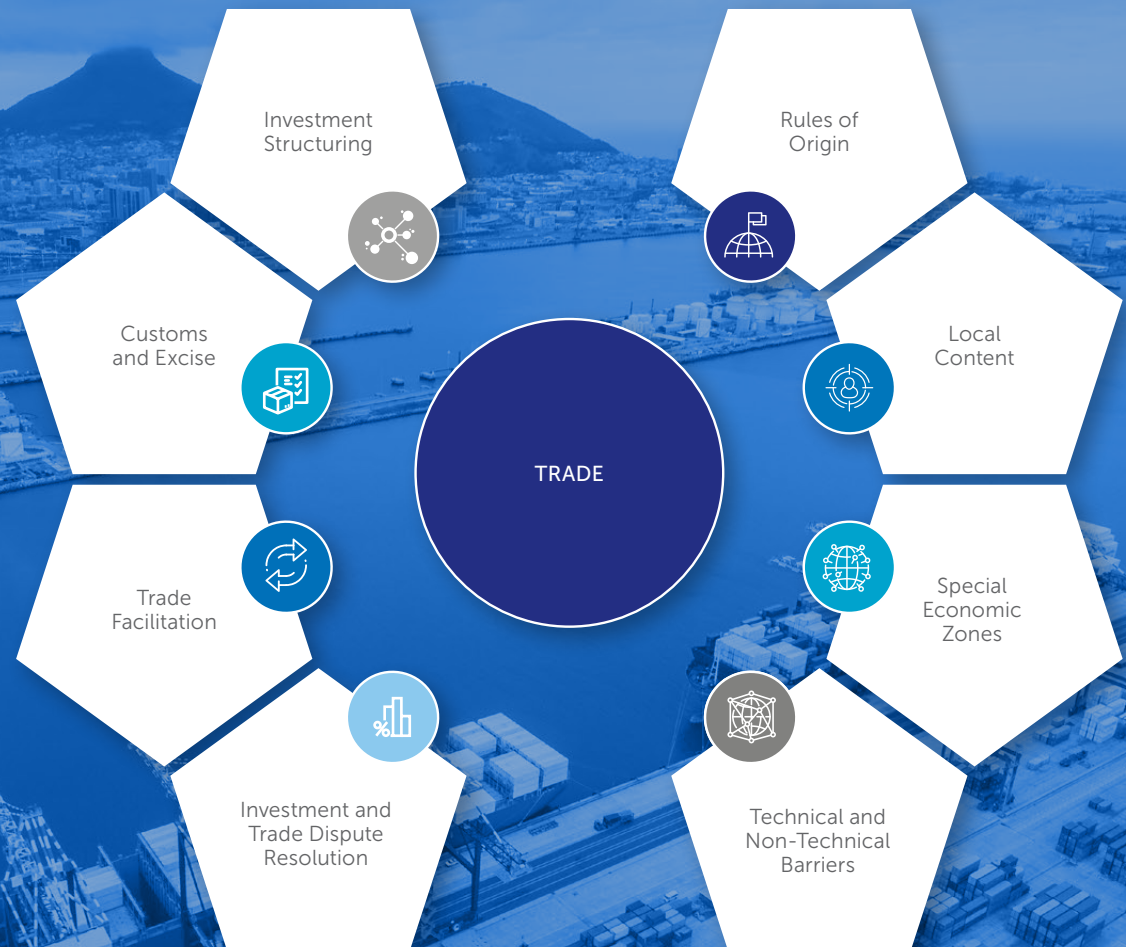 Investment
Structuring
Rules of
Origin
Customs
and Excise
Local
Content
TRADE
Trade
Facilitation
Special
Economic
Zones
Investment and
Trade Dispute
Resolution
Technical and
Non-Technical
Barriers
%